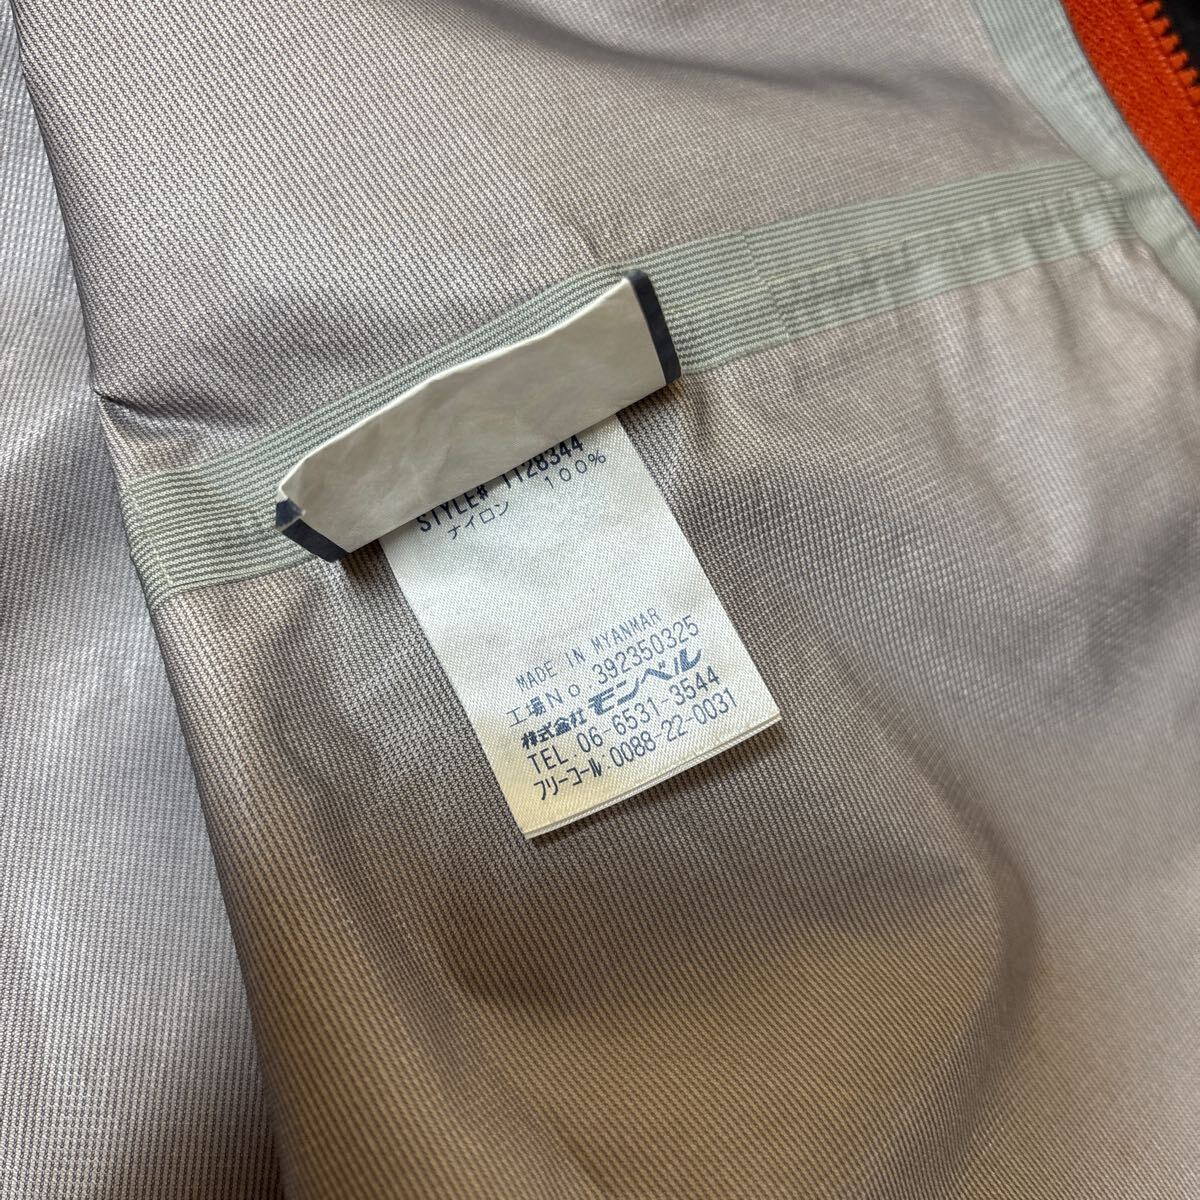 STYLE# 1128344
ナイロン 100%
MADE IN MYANMAR
工場No 392350325
株式会社 モンベル
TEL.06-6531-3544
フリーコール:0088-22-0031